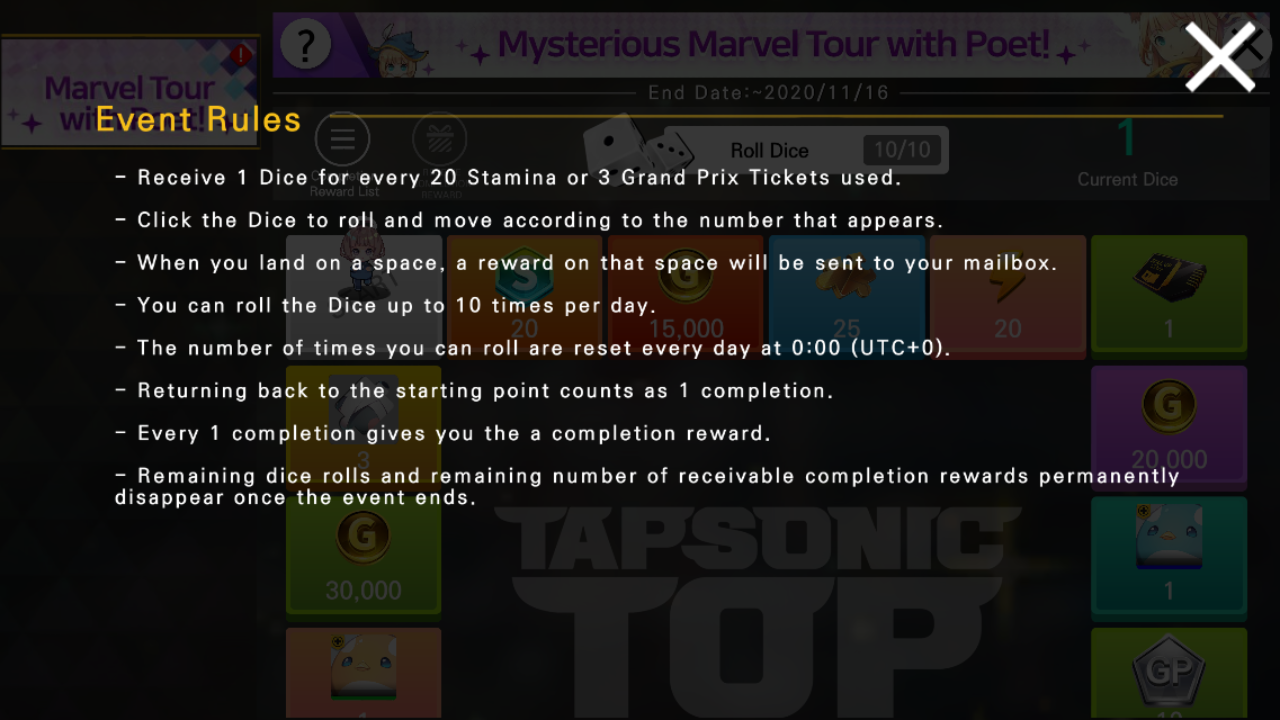 Mysterious Marvel Tour with Poet!
?
Marvel Tour
with Poet!
End Date:~2020/11/16
Event Rules
Roll Dice
10/10
1
Current Dice
Reward List
REWARD
- Receive 1 Dice for every 20 Stamina or 3 Grand Prix Tickets used.
- Click the Dice to roll and move according to the number that appears.
- When you land on a space, a reward on that space will be sent to your mailbox.
- You can roll the Dice up to 10 times per day.
- The number of times you can roll are reset every day at 0:00 (UTC+0).
- Returning back to the starting point counts as 1 completion.
- Every 1 completion gives you the a completion reward.
- Remaining dice rolls and remaining number of receivable completion rewards permanently
disappear once the event ends.
S
G
20
15,000
25
20
1
3
G
20,000
G
30,000
1
GP
TAPSONIC
TOP